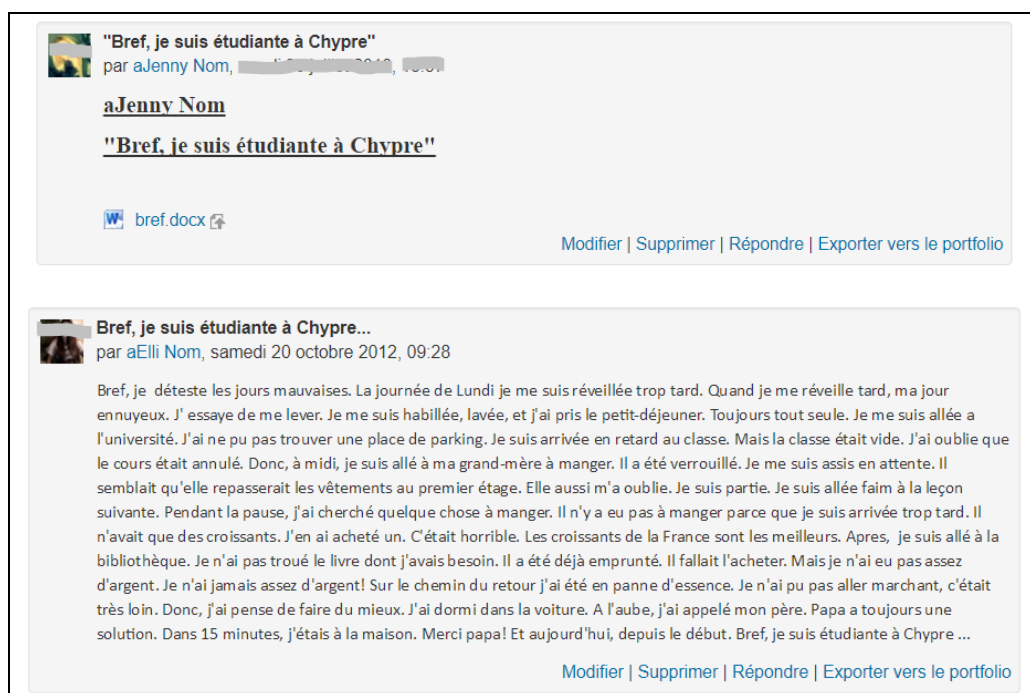 "Bref, je suis étudiante à Chypre"
par aJenny Nom,
aJenny Nom
"Bref, je suis étudiante à Chypre"
bref.docx
Modifier | Supprimer | Répondre | Exporter vers le portfolio
Bref, je suis étudiante à Chypre...
par aElli Nom, samedi 20 octobre 2012, 09:28
Bref, je déteste les jours mauvaises. La journée de Lundi je me suis réveillée trop tard. Quand je me réveille tard, ma jour
ennuyeux. J' essaye de me lever. Je me suis habillée, lavée, et j'ai pris le petit-déjeuner. Toujours tout seule. Je me suis allée a
l'université. J'ai ne pu pas trouver une place de parking. Je suis arrivée en retard au classe. Mais la classe était vide. J'ai oublie que
le cours était annulé. Donc, à midi, je suis allé à ma grand-mère à manger. Il a été verrouillé. Je me suis assis en attente. Il
semblait qu'elle repasserait les vêtements au premier étage. Elle aussi m'a oublie. Je suis partie. Je suis allée faim à la leçon
suivante. Pendant la pause, j'ai cherché quelque chose à manger. Il n'y a eu pas à manger parce que je suis arrivée trop tard. Il
n'avait que des croissants. J'en ai acheté un. C'était horrible. Les croissants de la France sont les meilleurs. Apres, je suis allé à la
bibliothèque. Je n'ai pas troué le livre dont j'avais besoin. Il a été déjà emprunté. Il fallait l'acheter. Mais je n'ai eu pas assez
d'argent. Je n'ai jamais assez d'argent! Sur le chemin du retour j'ai été en panne d'essence. Je n'ai pu pas aller marchant, c'était
très loin. Donc, j'ai pense de faire du mieux. J'ai dormi dans la voiture. A l'aube, j'ai appelé mon père. Papa a toujours une
solution. Dans 15 minutes, j'étais à la maison. Merci papa! Et aujourd'hui, depuis le début. Bref, je suis étudiante à Chypre ...
Modifier | Supprimer | Répondre | Exporter vers le portfolio